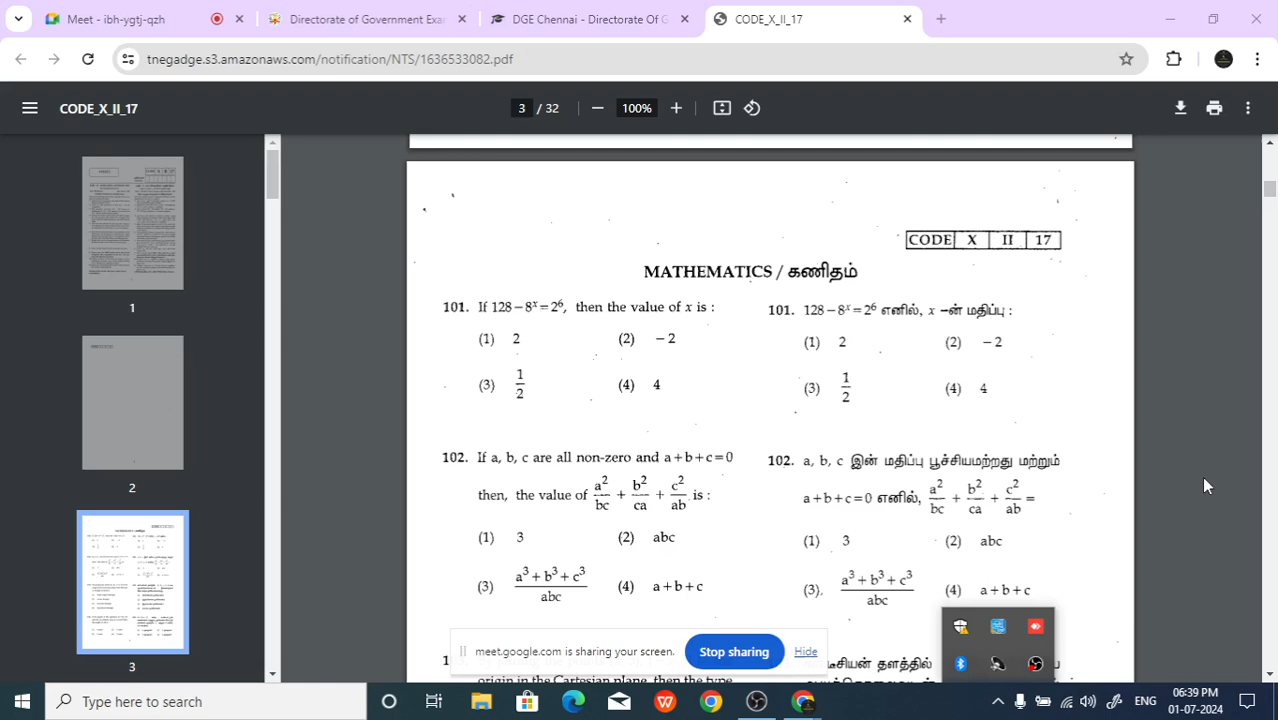 Meet - ibh-ygtj-qzh
Directorate of Government Exa
DGE Chennai - Directorate Of G
CODE_X_II_17
tnegadge.s3.amazonaws.com/notification/NTS/1636533082.pdf
CODE_X_II_17
3 / 32
100%
1
2
3
CODE X II 17
MATHEMATICS / கணிதம்
101. If 128 – 8ˣ = 2⁶, then the value of x is :
(1) 2 (2) – 2
(3) 1/2 (4) 4
102. If a, b, c are all non-zero and a + b + c = 0
then, the value of a²/bc + b²/ca + c²/ab is :
(1) 3 (2) abc
(3) a³ + b³ + c³/abc (4) a + b + c
origin in the Cartesian plane, then the type
101. 128 – 8ˣ = 2⁶ எனில், x –ன் மதிப்பு :
(1) 2 (2) – 2
(3) 1/2 (4) 4
102. a, b, c இன் மதிப்பு பூச்சியமற்றது மற்றும்
a + b + c = 0 எனில், a²/bc + b²/ca + c²/ab =
(1) 3 (2) abc
(3) a³ + b³ + c³/abc (4) a + b + c
தளத்தில்
meet.google.com is sharing your screen.
Stop sharing
Hide
Type here to search
06:39 PM
01-07-2024